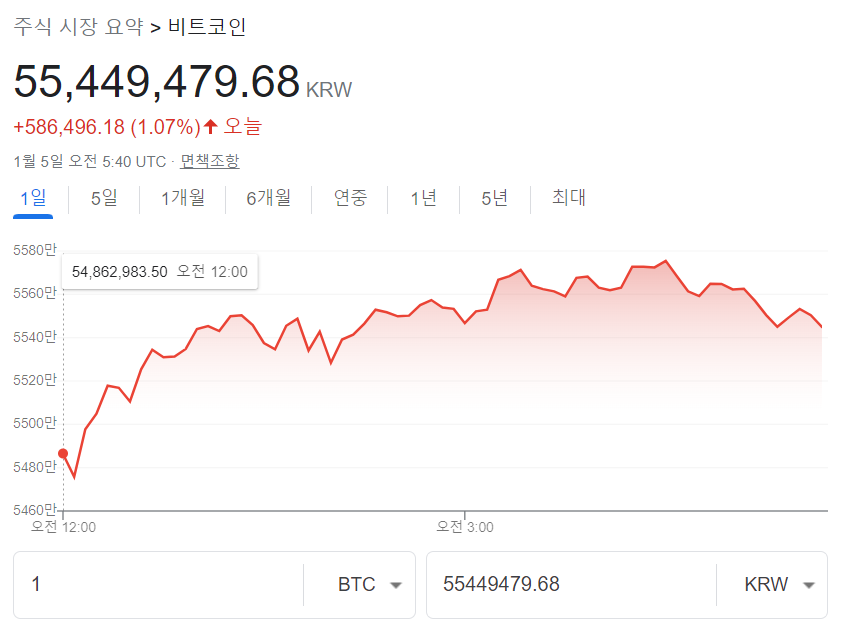 주식 시장 요약 > 비트코인
55,449,479.68 KRW
+586,496.18 (1.07%) ↑ 오늘
1월 5일 오전 5:40 UTC · 면책조항
1일 5일 1개월 6개월 연중 1년 5년 최대
5580만
54,862,983.50 오전 12:00
5560만
5540만
5520만
5500만
5480만
5460만
오전 12:00 오전 3:00
1 BTC 55449479.68 KRW